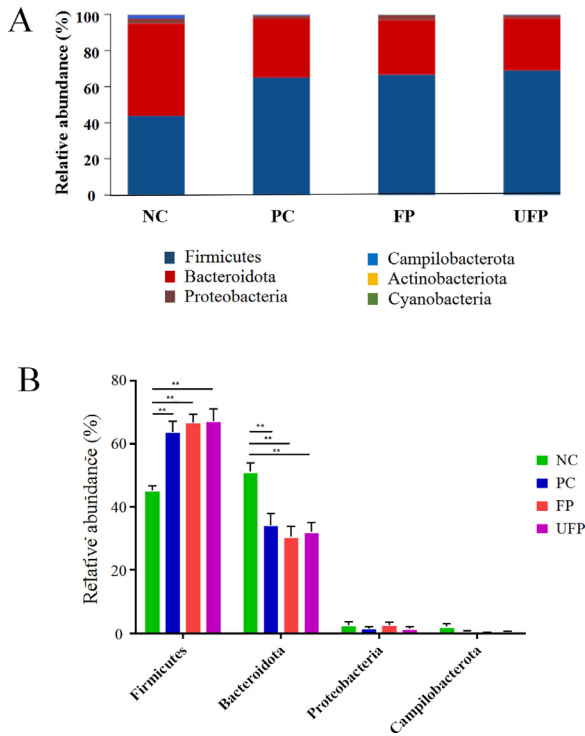 A
Relative abundance (%)
100
80
60
40
20
0
NC PC FP UFP
Firmicutes Campilobacterota
Bacteroidota Actinobacteriota
Proteobacteria Cyanobacteria
B
Relative abundance (%)
80
60
40
20
0
**
**
**
**
**
**
NC
PC
FP
UFP
Firmicutes
Bacteroidota
Proteobacteria
Campilobacterota